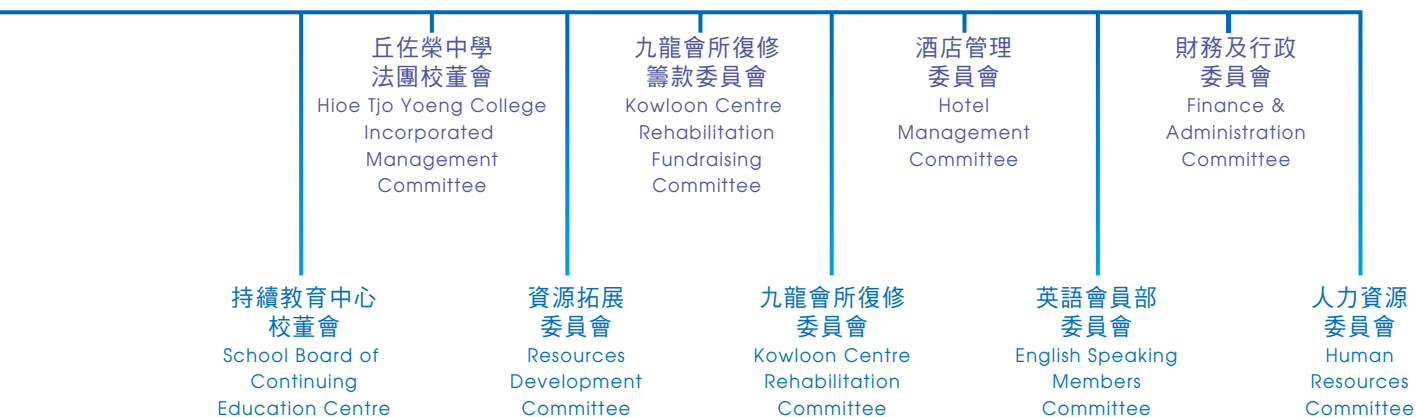 丘佐榮中學
法團校董會
Hioe Tjo Yoeng College
Incorporated
Management
Committee
九龍會所復修
籌款委員會
Kowloon Centre
Rehabilitation
Fundraising
Committee
酒店管理
委員會
Hotel
Management
Committee
財務及行政
委員會
Finance &
Administration
Committee
持續教育中心
校董會
School Board of
Continuing
Education Centre
資源拓展
委員會
Resources
Development
Committee
九龍會所復修
委員會
Kowloon Centre
Rehabilitation
Committee
英語會員部
委員會
English Speaking
Members
Committee
人力資源
委員會
Human
Resources
Committee